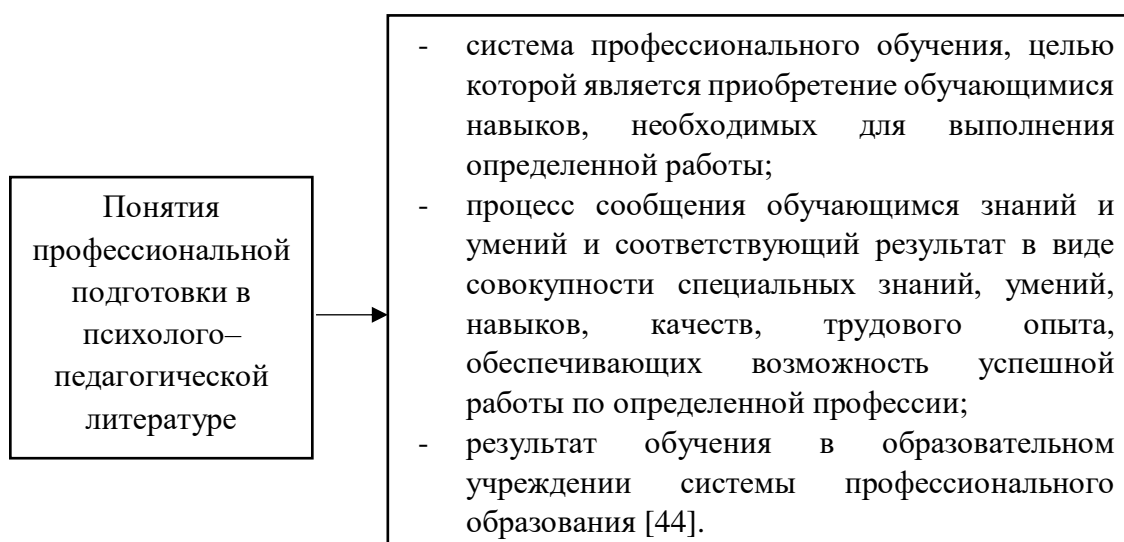 Понятия
профессиональной
подготовки в
психолого–
педагогической
литературе
- система профессионального обучения, целью
которой является приобретение обучающимися
навыков, необходимых для выполнения
определенной работы;
- процесс сообщения обучающимся знаний и
умений и соответствующий результат в виде
совокупности специальных знаний, умений,
навыков, качеств, трудового опыта,
обеспечивающих возможность успешной
работы по определенной профессии;
- результат обучения в образовательном
учреждении системы профессионального
образования [44].